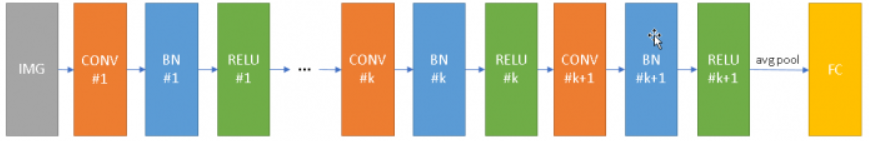 IMG
CONV
#1
BN
#1
RELU
#1
...
CONV
#k
BN
#k
RELU
#k
CONV
#k+1
BN
#k+1
RELU
#k+1
avg pool
FC